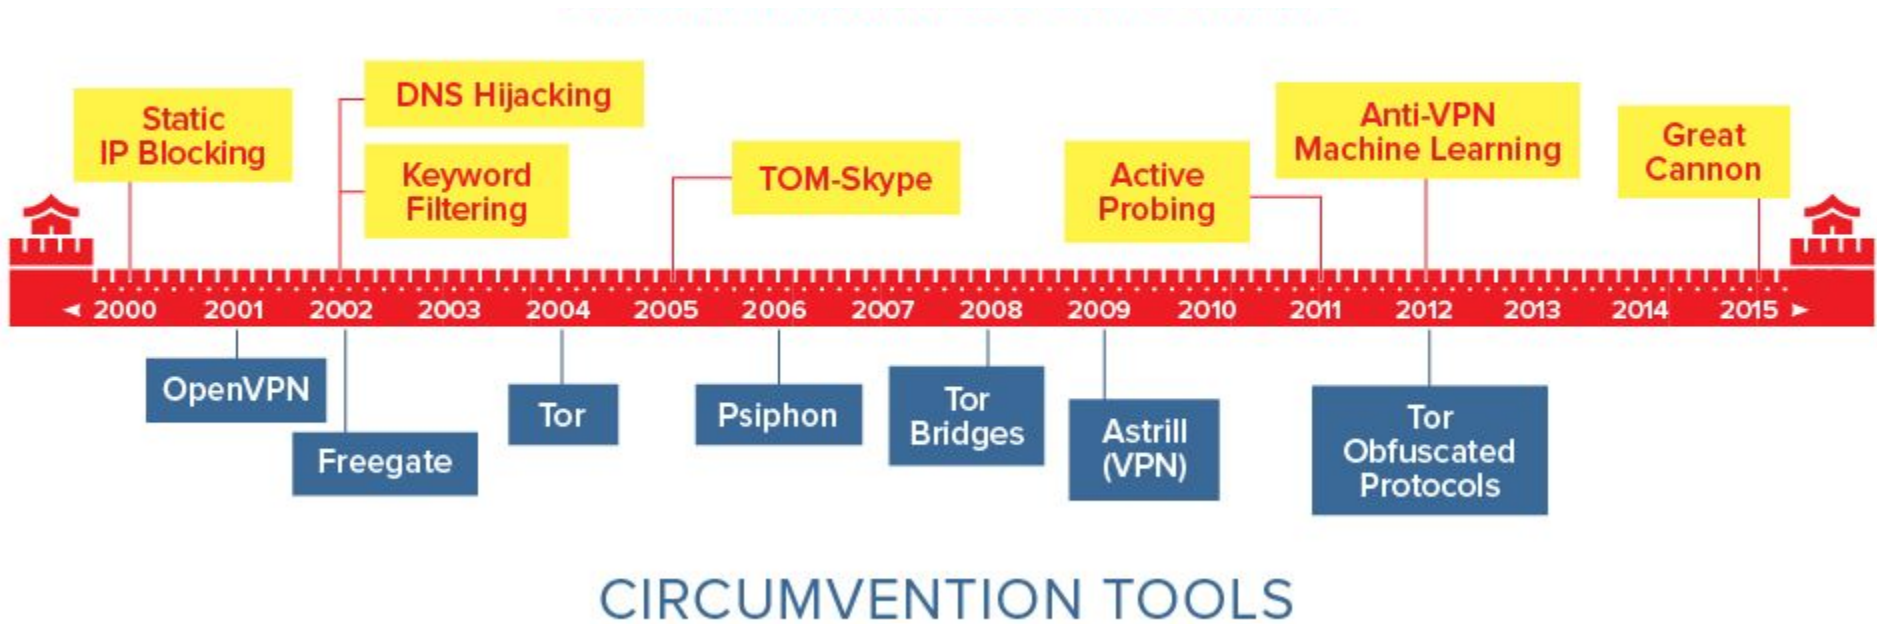 Static
IP Blocking
DNS Hijacking
Keyword
Filtering
TOM-Skype
Active
Probing
Anti-VPN
Machine Learning
Great
Cannon
2000 2001 2002 2003 2004 2005 2006 2007 2008 2009 2010 2011 2012 2013 2014 2015
OpenVPN
Freegate
Tor
Psiphon
Tor
Bridges
Astrill
(VPN)
Tor
Obfuscated
Protocols
CIRCUMVENTION TOOLS